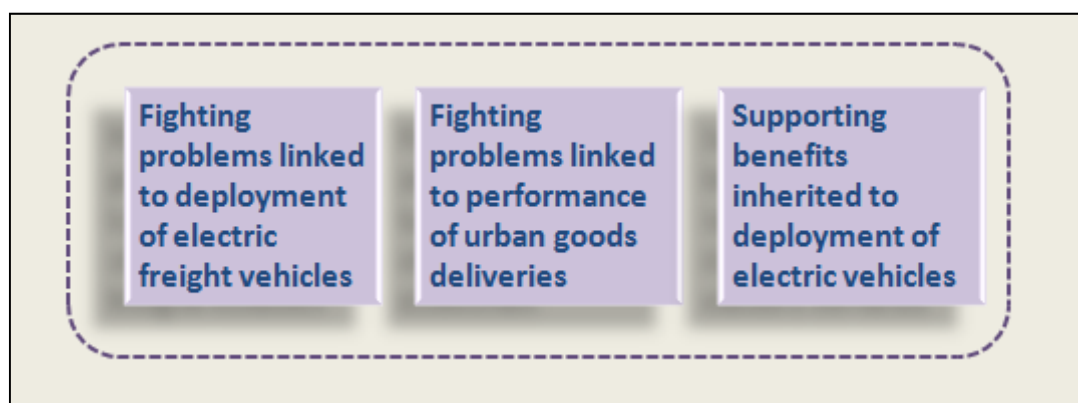 Fighting
problems linked
to deployment
of electric
freight vehicles
Fighting
problems linked
to performance
of urban goods
deliveries
Supporting
benefits
inherited to
deployment of
electric vehicles